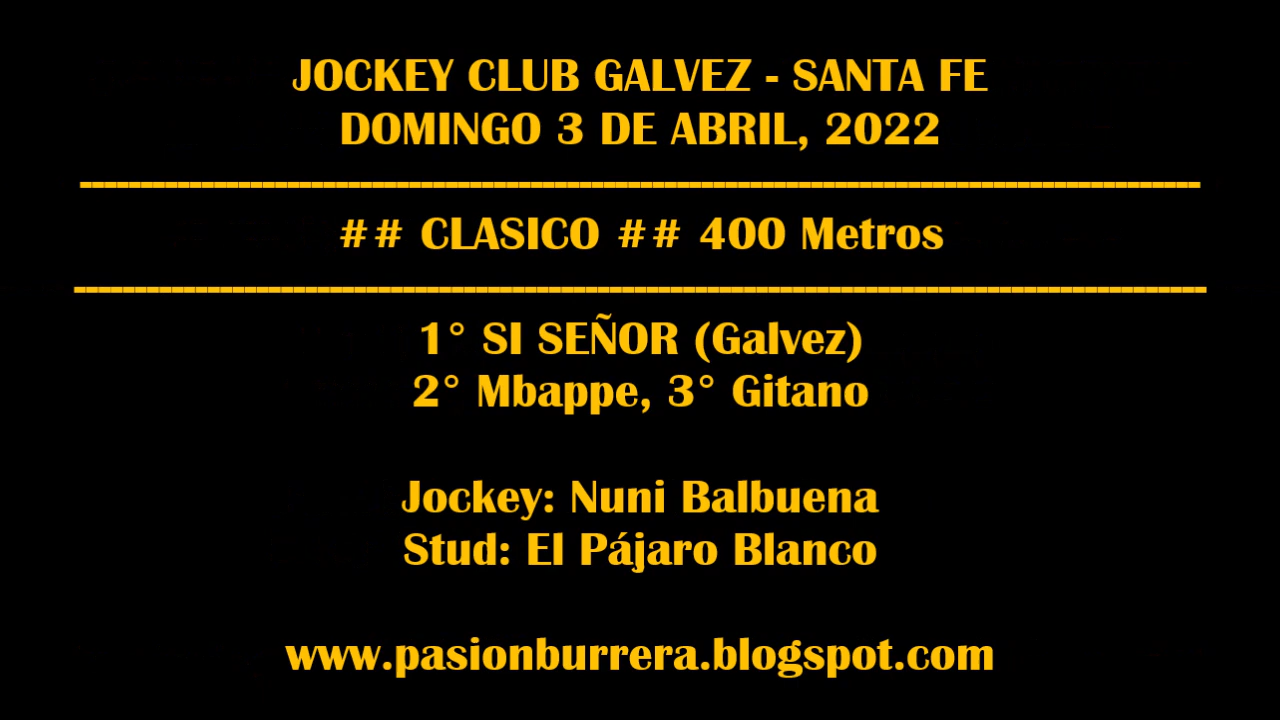 JOCKEY CLUB GALVEZ - SANTA FE
DOMINGO 3 DE ABRIL, 2022
## CLASICO ## 400 Metros
1° SI SEÑOR (Galvez)
2° Mbappe, 3° Gitano
Jockey: Nuni Balbuena
Stud: El Pájaro Blanco
www.pasionburrera.blogspot.com